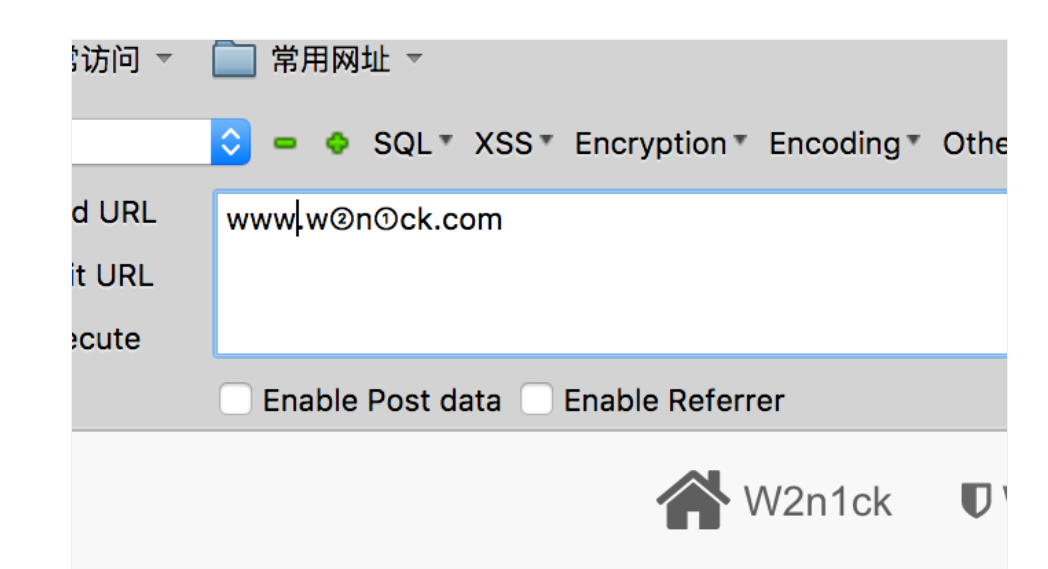 访问 常用网址
SQL XSS Encryption Encoding Othe
d URL
www.w②n①ck.com
it URL
ecute
Enable Post data Enable Referrer
W2n1ck